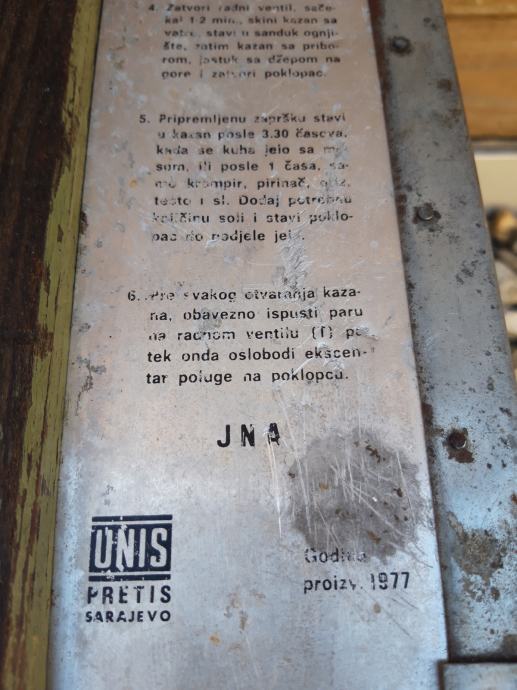 4. Zatvori radni ventil, sače-
kaj 1-2 min., skini kazan sa
vatre, stavi u sanduk ognji-
šte, zatim kazan sa pribo-
rom, jastuk sa džepom na
gore i zatvori poklopac.
5. Pripremljenu zapršku stavi
u kazan posle 3.30 časova,
kada se kuha jelo sa me-
som, ili posle 1 časa, sa-
mo krompir, pirinač, griz,
testo i sl. Dodaj potrebnu
količinu soli i stavi poklo-
pac do podjele jela.
6. Pre svakog otvaranja kaza-
na, obavezno ispusti paru
na radnom ventilu (f) pa
tek onda oslobodi ekscen-
tar poluge na poklopcu.
JNA
UNIS
PRETIS
SARAJEVO
Godina
proizv. 1977